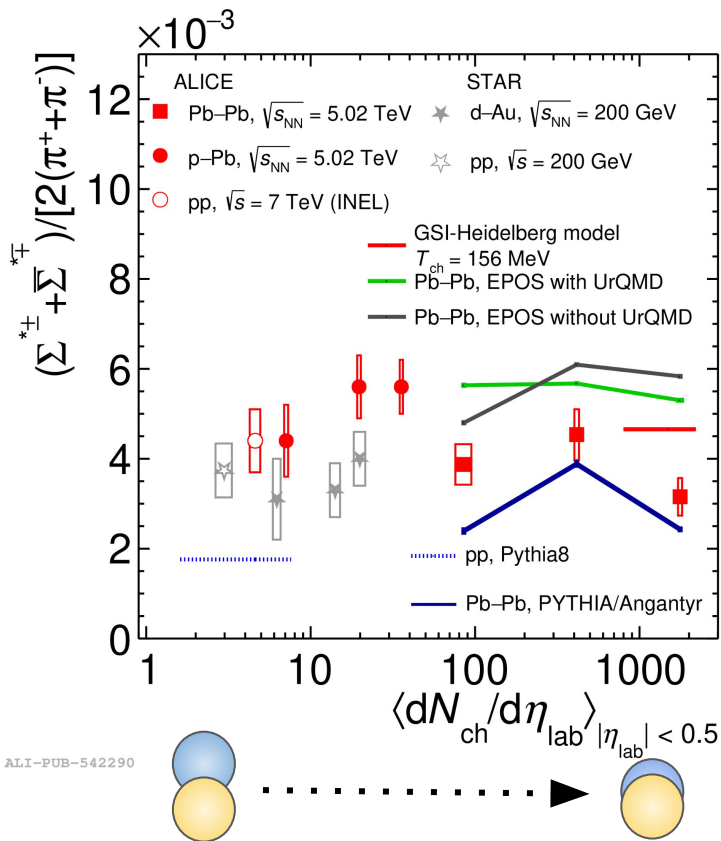 ×10⁻³
(Σ*± + Σ̅*∓)/[2(π⁺+π⁻)]
12
10
8
6
4
2
0
ALICE
Pb–Pb, √sNN = 5.02 TeV
p–Pb, √sNN = 5.02 TeV
pp, √s = 7 TeV (INEL)
STAR
d-Au, √sNN = 200 GeV
pp, √s = 200 GeV
GSI-Heidelberg model
Tch = 156 MeV
Pb–Pb, EPOS with UrQMD
Pb–Pb, EPOS without UrQMD
pp, Pythia8
Pb–Pb, PYTHIA/Angantyr
1 10 100 1000
⟨dNch/dηlab⟩|ηlab| < 0.5
ALI-PUB-542290